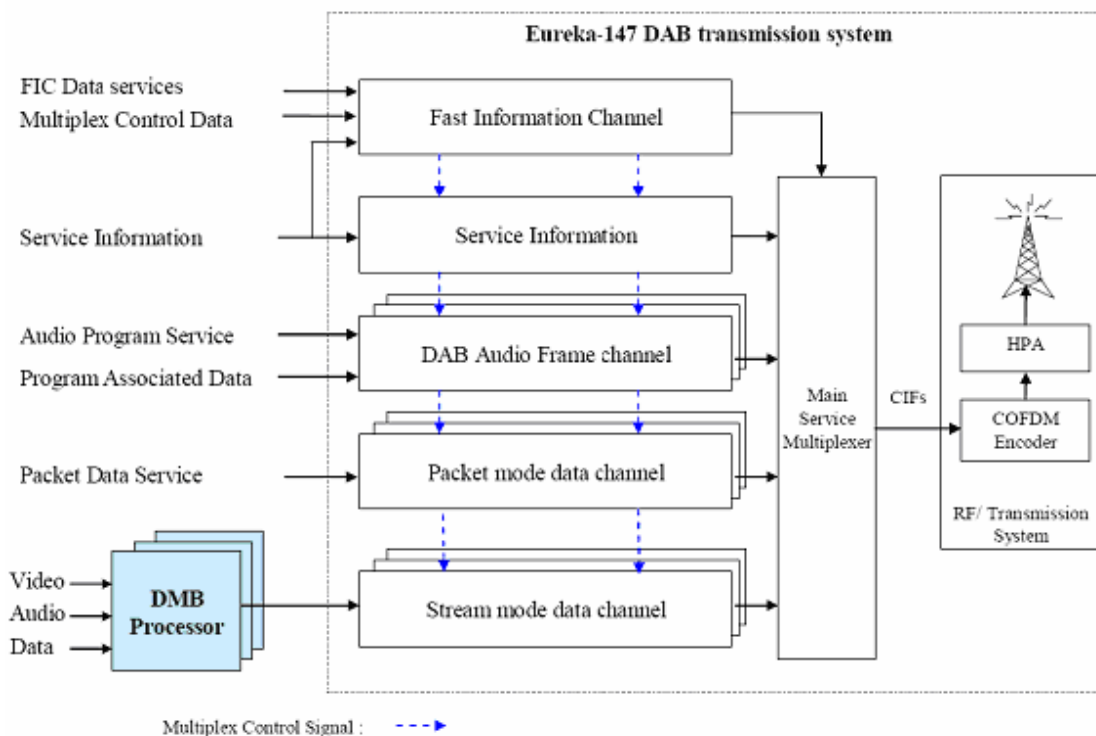 Eureka-147 DAB transmission system
FIC Data services
Multiplex Control Data
Fast Information Channel
Service Information
Service Information
Audio Program Service
Program Associated Data
DAB Audio Frame channel
Packet Data Service
Packet mode data channel
Video
Audio
Data
DMB
Processor
Stream mode data channel
Main
Service
Multiplexer
CIFs
HPA
COFDM
Encoder
RF/ Transmission
System
Multiplex Control Signal :